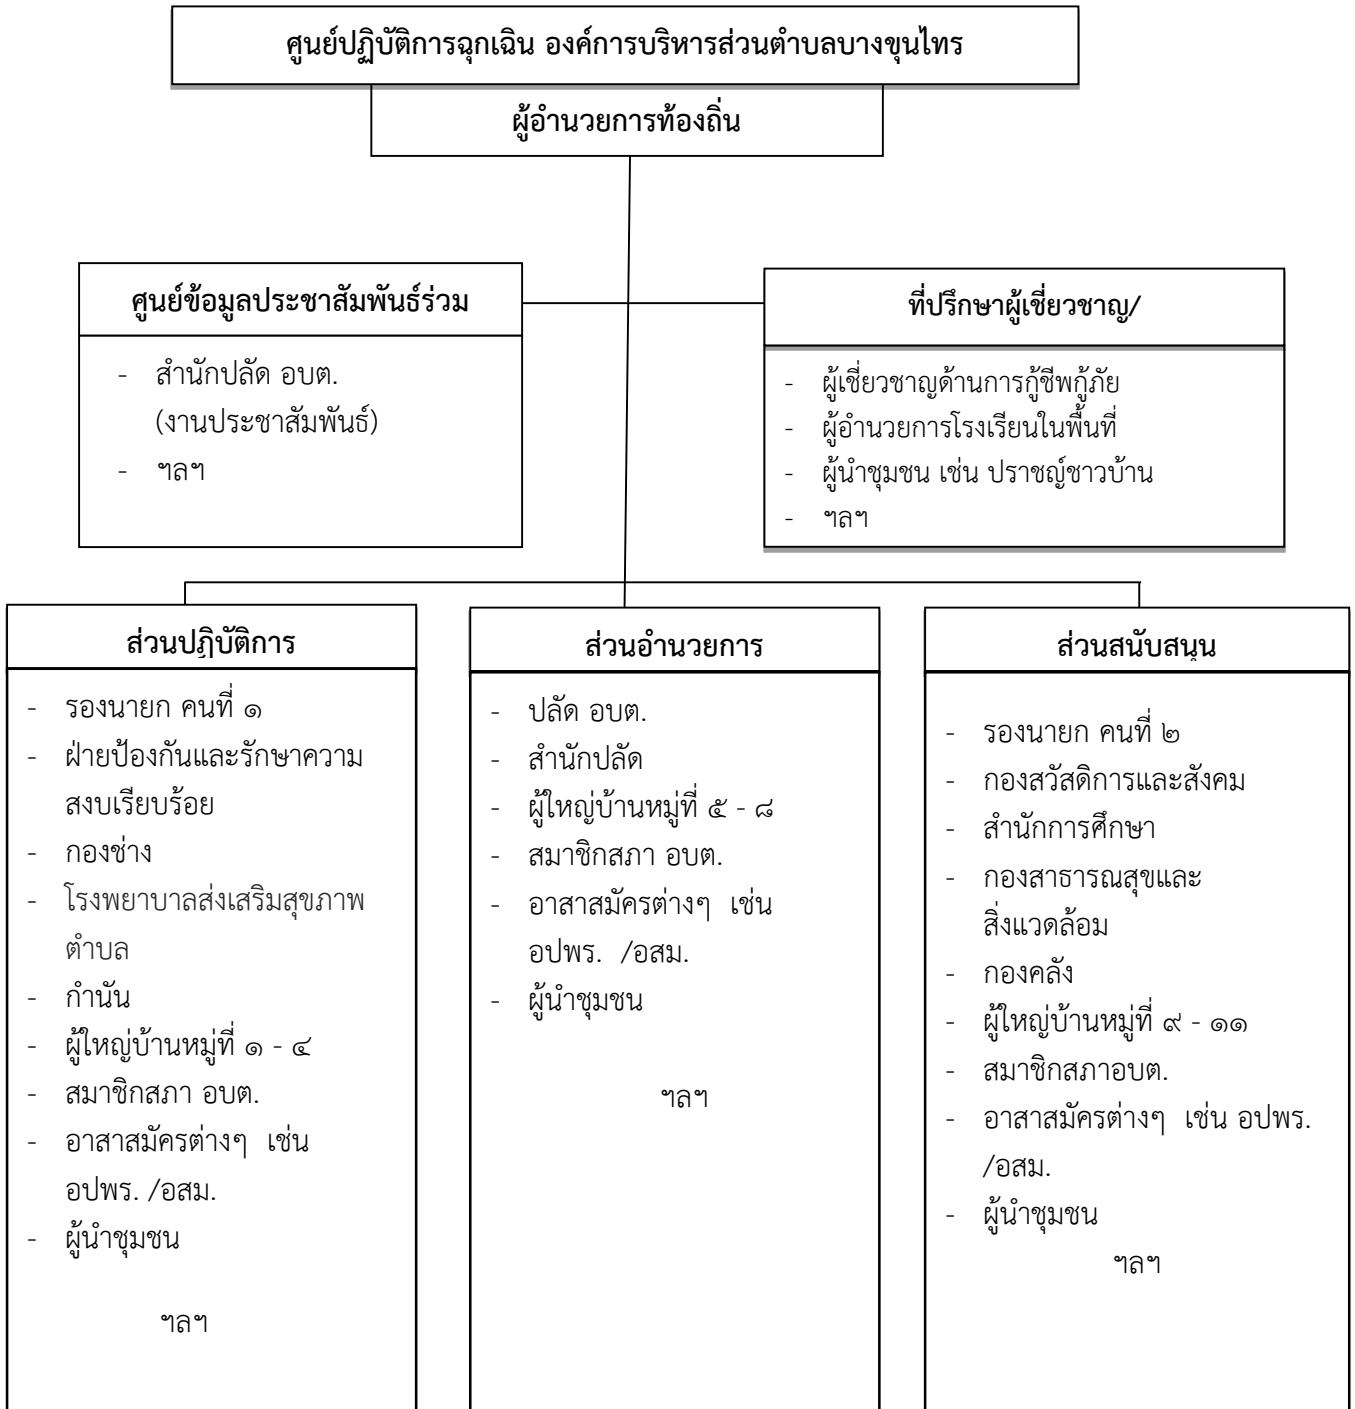 ศูนย์ปฏิบัติการฉุกเฉิน องค์การบริหารส่วนตำบลบางขุนไทร
ผู้อำนวยการท้องถิ่น
ศูนย์ข้อมูลประชาสัมพันธ์ร่วม
- สำนักปลัด อบต.
(งานประชาสัมพันธ์)
- ฯลฯ
ที่ปรึกษาผู้เชี่ยวชาญ/
- ผู้เชี่ยวชาญด้านการกู้ชีพกู้ภัย
- ผู้อำนวยการโรงเรียนในพื้นที่
- ผู้นำชุมชน เช่น ปราชญ์ชาวบ้าน
- ฯลฯ
ส่วนปฏิบัติการ
- รองนายก คนที่ ๑
- ฝ่ายป้องกันและรักษาความ
สงบเรียบร้อย
- กองช่าง
- โรงพยาบาลส่งเสริมสุขภาพ
ตำบล
- กำนัน
- ผู้ใหญ่บ้านหมู่ที่ ๑ - ๔
- สมาชิกสภา อบต.
- อาสาสมัครต่างๆ เช่น
อปพร. /อสม.
- ผู้นำชุมชน
ฯลฯ
ส่วนอำนวยการ
- ปลัด อบต.
- สำนักปลัด
- ผู้ใหญ่บ้านหมู่ที่ ๕ - ๘
- สมาชิกสภา อบต.
- อาสาสมัครต่างๆ เช่น
อปพร. /อสม.
- ผู้นำชุมชน
ฯลฯ
ส่วนสนับสนุน
- รองนายก คนที่ ๒
- กองสวัสดิการและสังคม
- สำนักการศึกษา
- กองสาธารณสุขและ
สิ่งแวดล้อม
- กองคลัง
- ผู้ใหญ่บ้านหมู่ที่ ๙ - ๑๑
- สมาชิกสภาอบต.
- อาสาสมัครต่างๆ เช่น อปพร.
/อสม.
- ผู้นำชุมชน
ฯลฯ